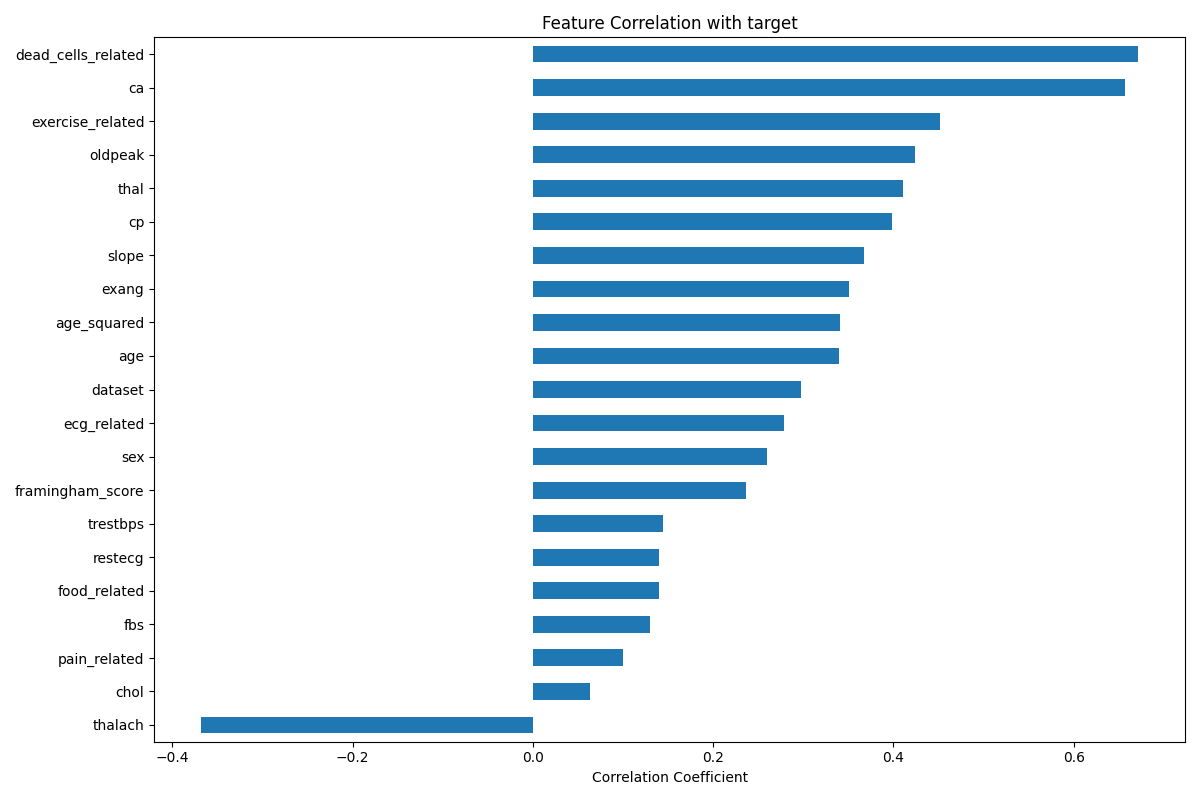 Feature Correlation with target
dead_cells_related
ca
exercise_related
oldpeak
thal
cp
slope
exang
age_squared
age
dataset
ecg_related
sex
framingham_score
trestbps
restecg
food_related
fbs
pain_related
chol
thalach
−0.4 −0.2 0.0 0.2 0.4 0.6
Correlation Coefficient